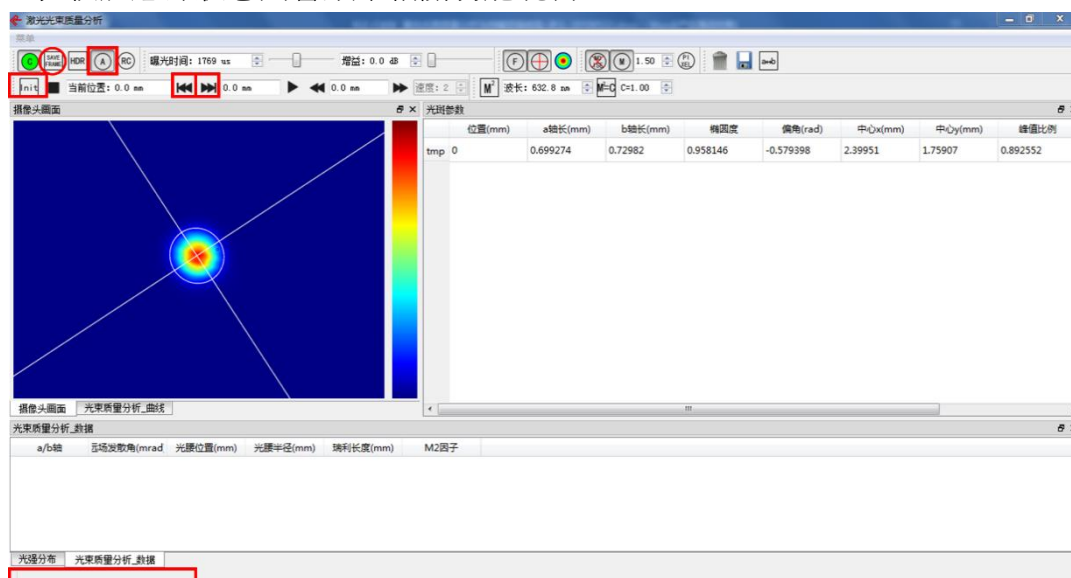 激光光束质量分析
菜单
C SAVE FRAME HDR A RC 曝光时间: 1769 us 增益: 0.0 dB F M 1.50 PI SEL a↔b
Init 当前位置: 0.0 mm 0.0 mm 0.0 mm 速度: 2 M² 波长: 632.8 nm M²=C C=1.00
摄像头画面 光斑参数
位置(mm) a轴长(mm) b轴长(mm) 椭圆度 偏角(rad) 中心x(mm) 中心y(mm) 峰值比例
tmp 0 0.699274 0.72982 0.958146 -0.579398 2.39951 1.75907 0.892552
摄像头画面 光束质量分析_曲线
光束质量分析_数据
a/b轴 场发散角(mrad 光腰位置(mm) 光腰半径(mm) 瑞利长度(mm) M2因子
光强分布 光束质量分析_数据